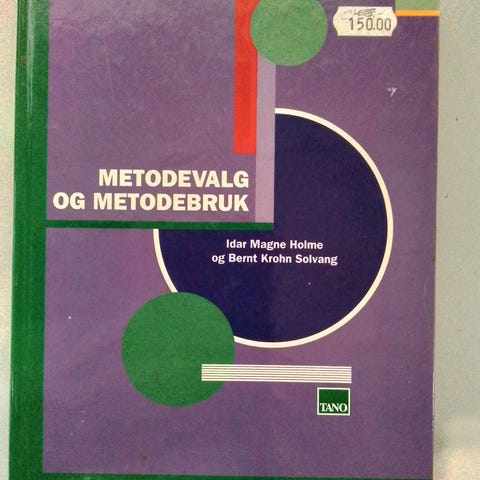 150.00
METODEVALG
OG METODEBRUK
Idar Magne Holme
og Bernt Krohn Solvang
TANO